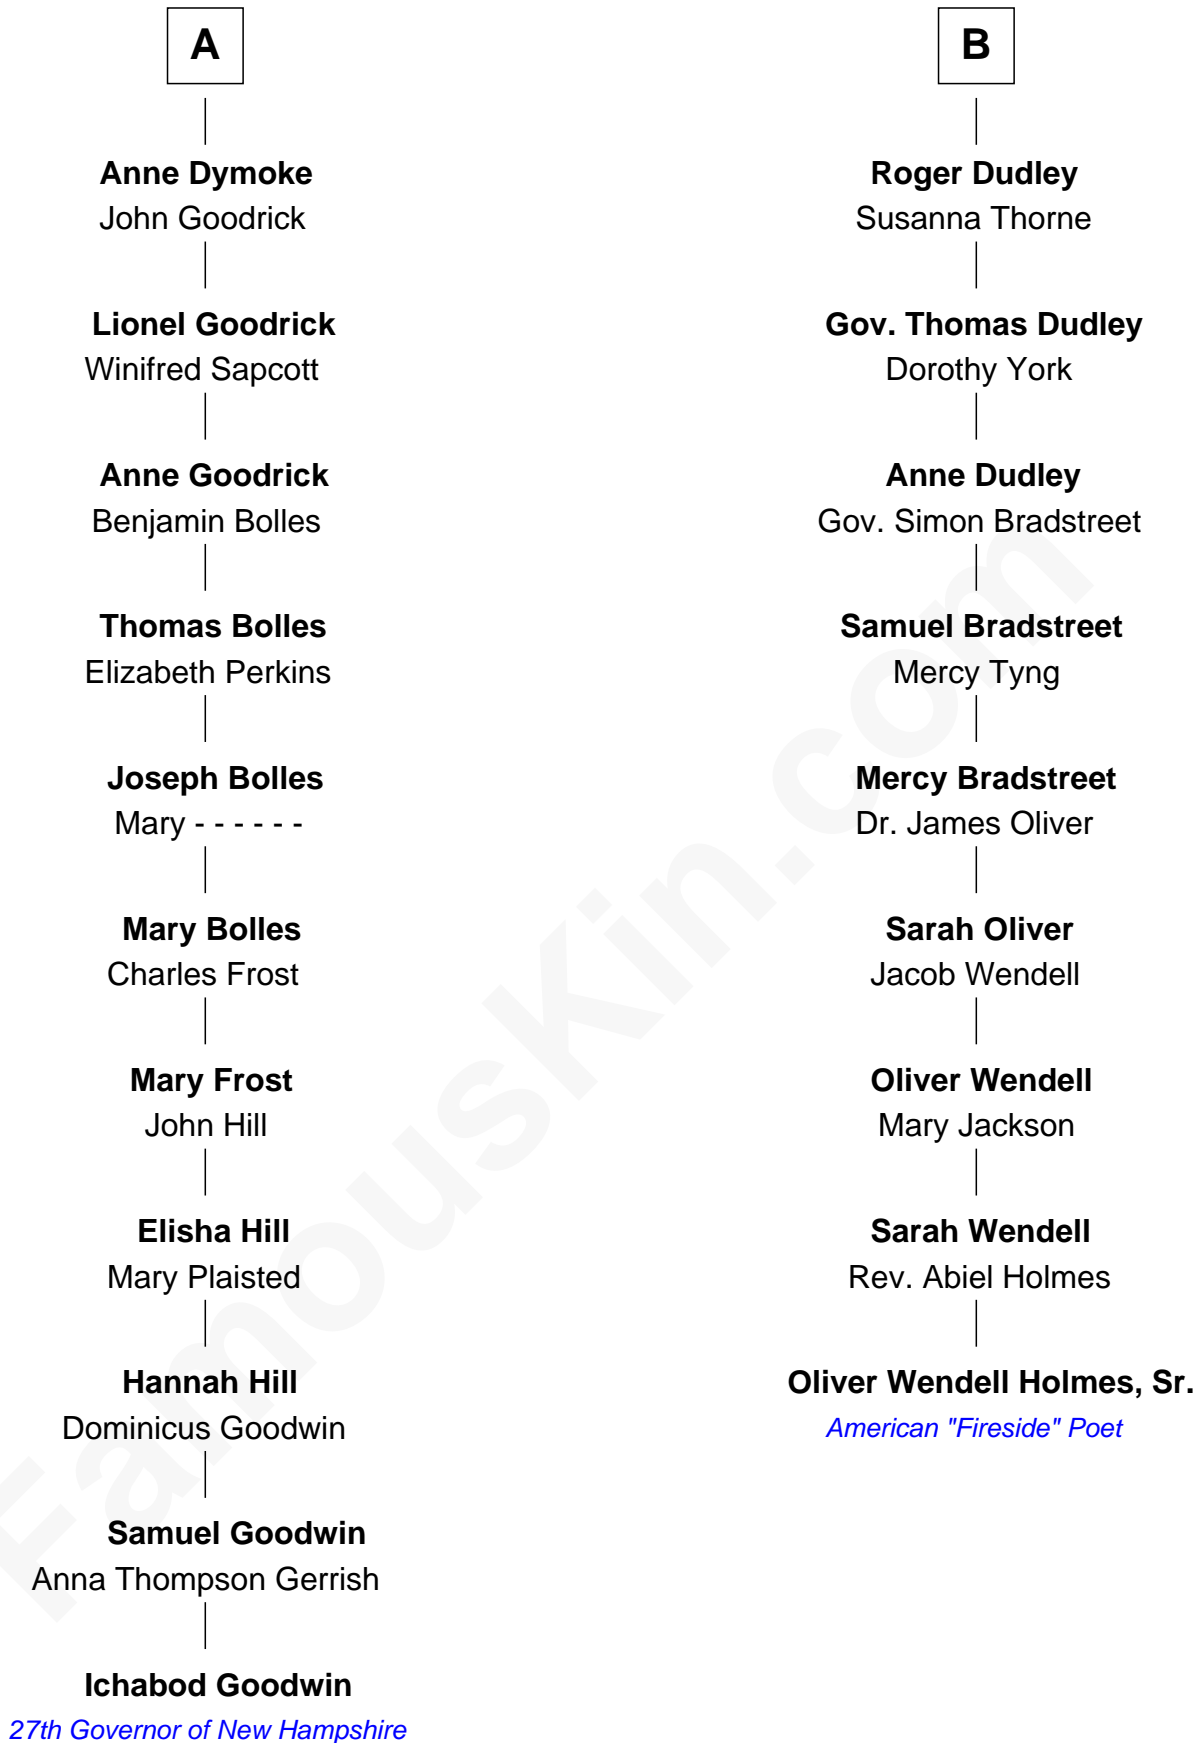 A
Anne Dymoke
John Goodrick
Lionel Goodrick
Winifred Sapcott
Anne Goodrick
Benjamin Bolles
Thomas Bolles
Elizabeth Perkins
Joseph Bolles
Mary - - - - - -
Mary Bolles
Charles Frost
Mary Frost
John Hill
Elisha Hill
Mary Plaisted
Hannah Hill
Dominicus Goodwin
Samuel Goodwin
Anna Thompson Gerrish
Ichabod Goodwin
27th Governor of New Hampshire
B
Roger Dudley
Susanna Thorne
Gov. Thomas Dudley
Dorothy York
Anne Dudley
Gov. Simon Bradstreet
Samuel Bradstreet
Mercy Tyng
Mercy Bradstreet
Dr. James Oliver
Sarah Oliver
Jacob Wendell
Oliver Wendell
Mary Jackson
Sarah Wendell
Rev. Abiel Holmes
Oliver Wendell Holmes, Sr.
American "Fireside" Poet
FamousKin.com